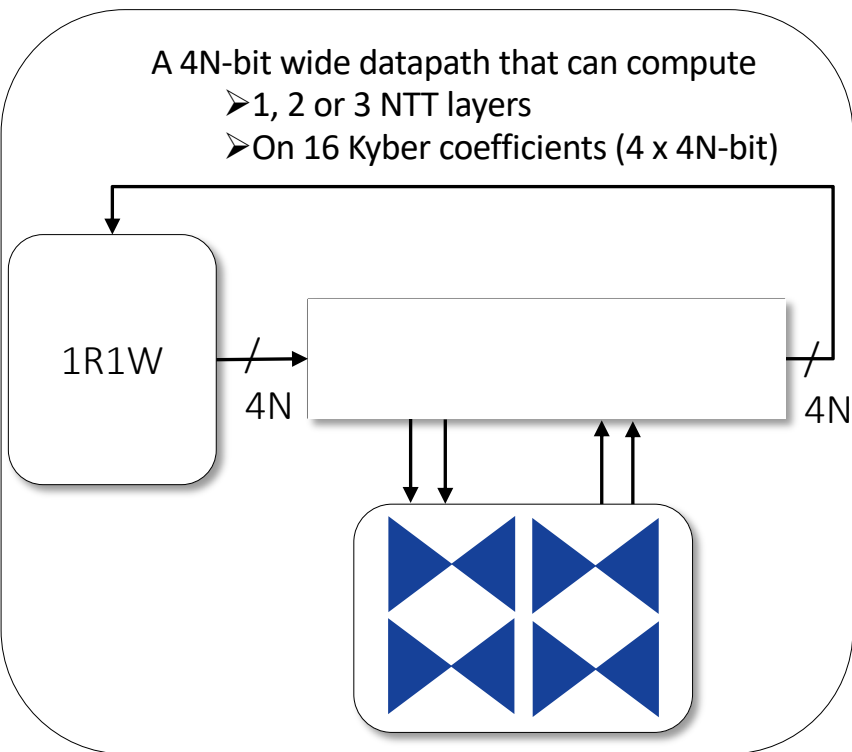 A 4N-bit wide datapath that can compute
➢1, 2 or 3 NTT layers
➢On 16 Kyber coefficients (4 x 4N-bit)
1R1W
4N
4N